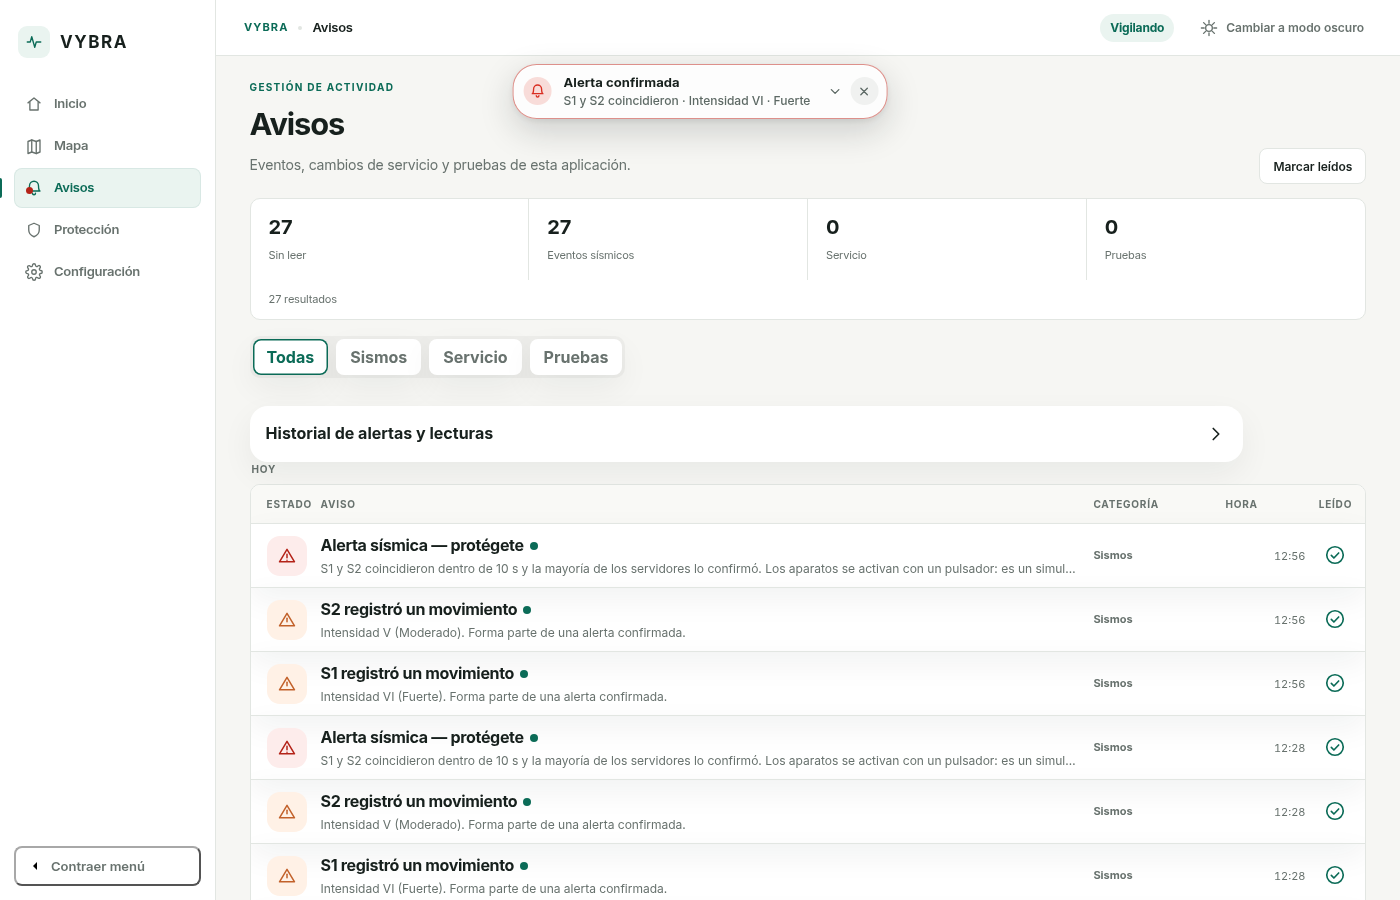 VYBRA
Inicio
Mapa
Avisos
Protección
Configuración
Contraer menú
VYBRA
Avisos
Vigilando
Cambiar a modo oscuro
Alerta confirmada
S1 y S2 coincidieron · Intensidad VI · Fuerte
GESTIÓN DE ACTIVIDAD
Avisos
Eventos, cambios de servicio y pruebas de esta aplicación.
Marcar leídos
27
Sin leer
27
Eventos sísmicos
0
Servicio
0
Pruebas
27 resultados
Todas
Sismos
Servicio
Pruebas
Historial de alertas y lecturas
HOY
ESTADO AVISO CATEGORÍA HORA LEÍDO
Alerta sísmica — protégete
S1 y S2 coincidieron dentro de 10 s y la mayoría de los servidores lo confirmó. Los aparatos se activan con un pulsador: es un simul...
Sismos
12:56
S2 registró un movimiento
Intensidad V (Moderado). Forma parte de una alerta confirmada.
Sismos
12:56
S1 registró un movimiento
Intensidad VI (Fuerte). Forma parte de una alerta confirmada.
Sismos
12:56
Alerta sísmica — protégete
S1 y S2 coincidieron dentro de 10 s y la mayoría de los servidores lo confirmó. Los aparatos se activan con un pulsador: es un simul...
Sismos
12:28
S2 registró un movimiento
Intensidad V (Moderado). Forma parte de una alerta confirmada.
Sismos
12:28
S1 registró un movimiento
Intensidad VI (Fuerte). Forma parte de una alerta confirmada.
Sismos
12:28